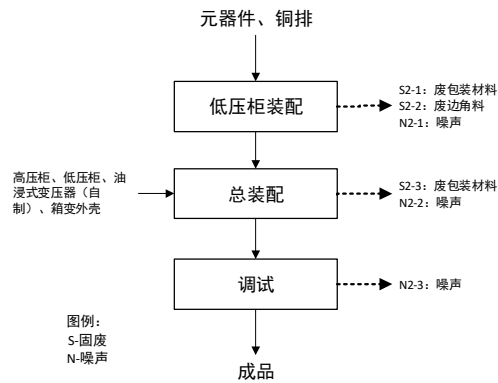 元器件、铜排
低压柜装配
S2-1：废包装材料
S2-2：废边角料
N2-1：噪声
高压柜、低压柜、油
浸式变压器（自
制）、箱变外壳
总装配
S2-3：废包装材料
N2-2：噪声
调试
N2-3：噪声
图例：
S-固废
N-噪声
成品